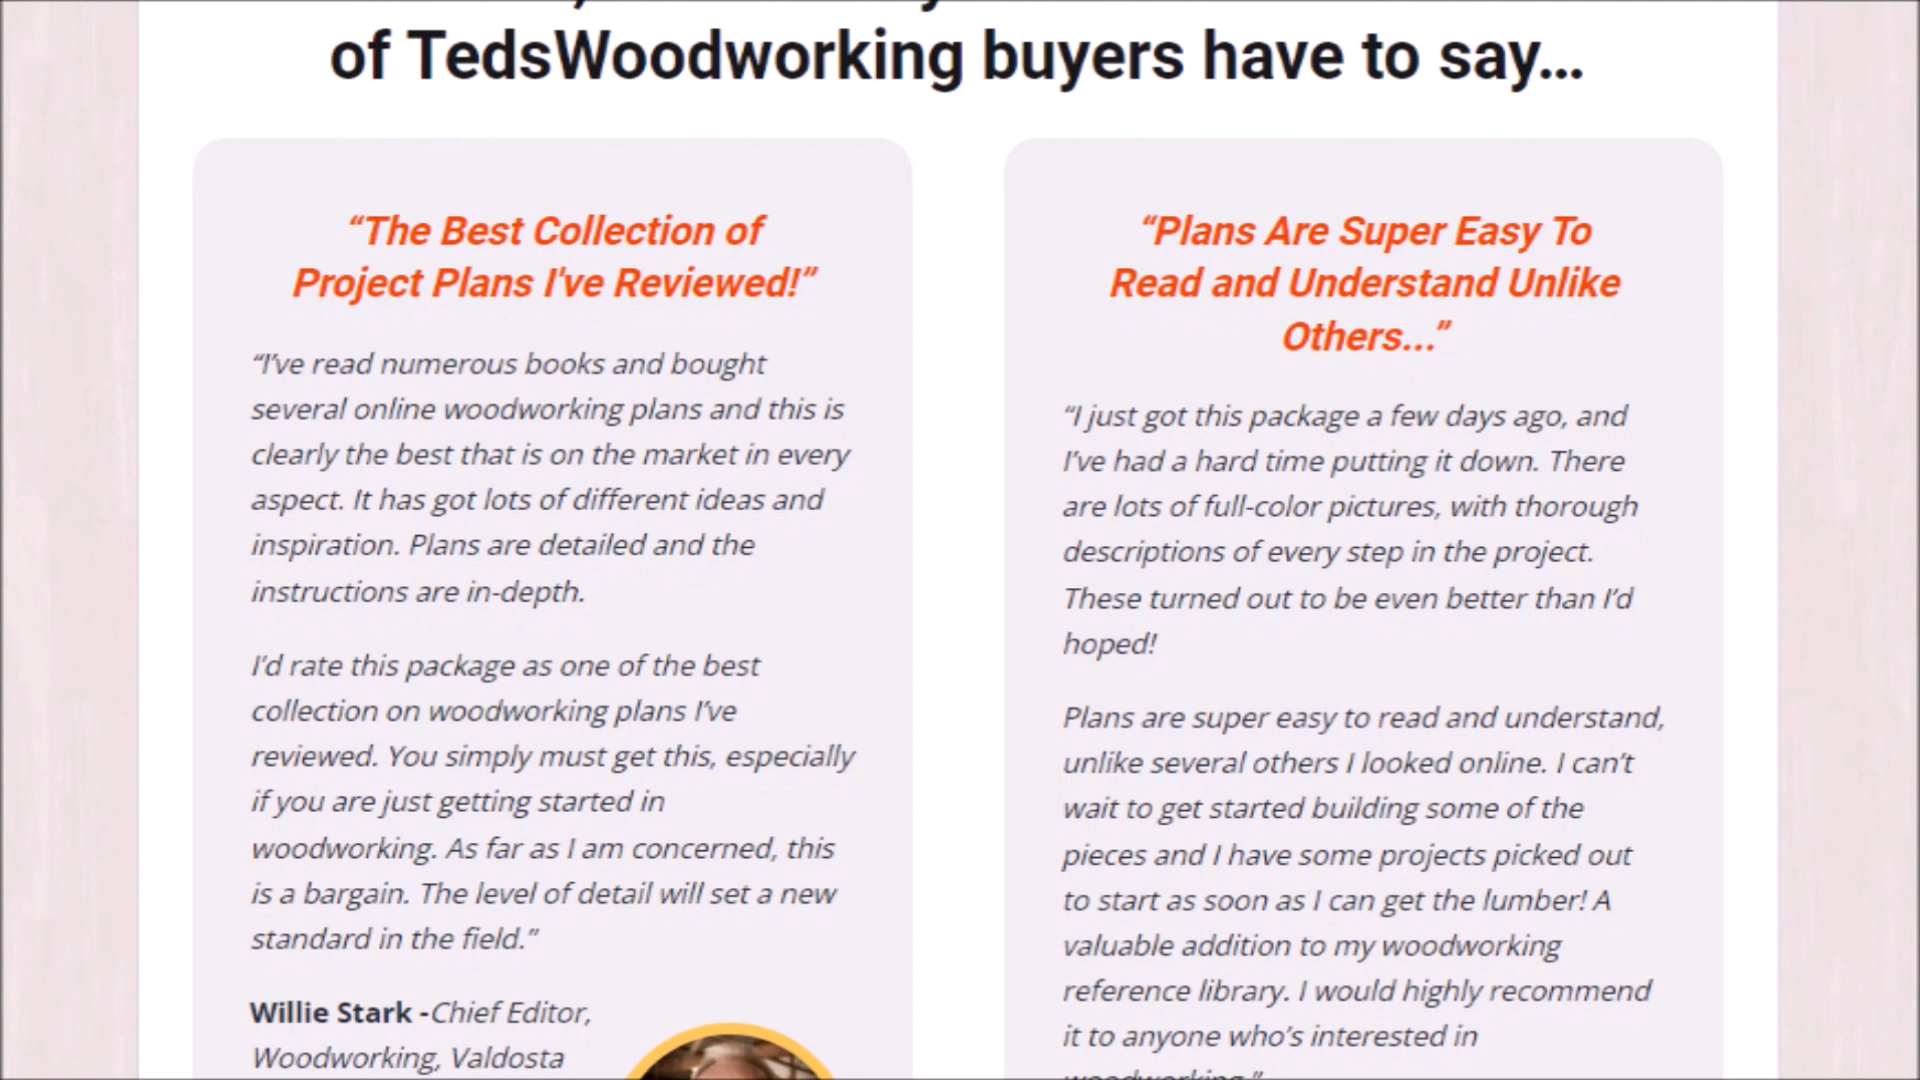 of TedsWoodworking buyers have to say...
“The Best Collection of
Project Plans I've Reviewed!”
“I’ve read numerous books and bought
several online woodworking plans and this is
clearly the best that is on the market in every
aspect. It has got lots of different ideas and
inspiration. Plans are detailed and the
instructions are in-depth.
I’d rate this package as one of the best
collection on woodworking plans I’ve
reviewed. You simply must get this, especially
if you are just getting started in
woodworking. As far as I am concerned, this
is a bargain. The level of detail will set a new
standard in the field.”
Willie Stark -Chief Editor,
Woodworking, Valdosta
“Plans Are Super Easy To
Read and Understand Unlike
Others...”
“I just got this package a few days ago, and
I’ve had a hard time putting it down. There
are lots of full-color pictures, with thorough
descriptions of every step in the project.
These turned out to be even better than I’d
hoped!
Plans are super easy to read and understand,
unlike several others I looked online. I can’t
wait to get started building some of the
pieces and I have some projects picked out
to start as soon as I can get the lumber! A
valuable addition to my woodworking
reference library. I would highly recommend
it to anyone who’s interested in
woodworking.”